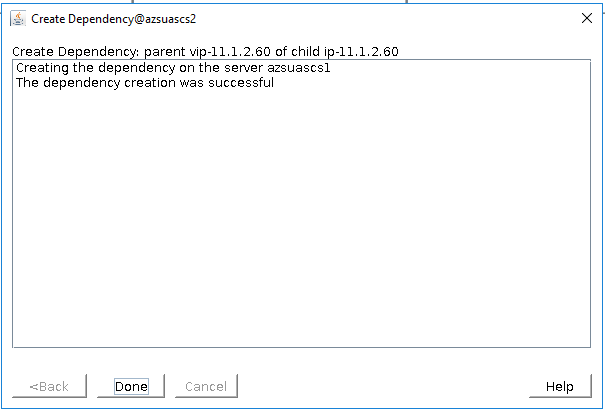 Create Dependency@azsuascs2
Create Dependency: parent vip-11.1.2.60 of child ip-11.1.2.60
Creating the dependency on the server azsuascs1
The dependency creation was successful
<Back
Done
Cancel
Help